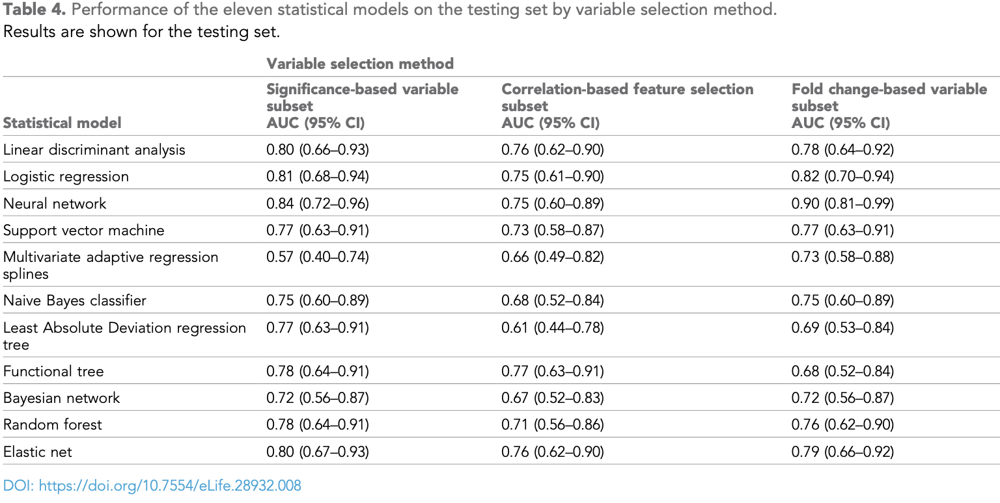 Table 4. Performance of the eleven statistical models on the testing set by variable selection method.
Results are shown for the testing set.
Variable selection method
Statistical model
Significance-based variable
subset
AUC (95% CI)
Correlation-based feature selection
subset
AUC (95% CI)
Fold change-based variable
subset
AUC (95% CI)
Linear discriminant analysis 0.80 (0.66–0.93) 0.76 (0.62–0.90) 0.78 (0.64–0.92)
Logistic regression 0.81 (0.68–0.94) 0.75 (0.61–0.90) 0.82 (0.70–0.94)
Neural network 0.84 (0.72–0.96) 0.75 (0.60–0.89) 0.90 (0.81–0.99)
Support vector machine 0.77 (0.63–0.91) 0.73 (0.58–0.87) 0.77 (0.63–0.91)
Multivariate adaptive regression 0.57 (0.40–0.74) 0.66 (0.49–0.82) 0.73 (0.58–0.88)
splines
Naive Bayes classifier 0.75 (0.60–0.89) 0.68 (0.52–0.84) 0.75 (0.60–0.89)
Least Absolute Deviation regression 0.77 (0.63–0.91) 0.61 (0.44–0.78) 0.69 (0.53–0.84)
tree
Functional tree 0.78 (0.64–0.91) 0.77 (0.63–0.91) 0.68 (0.52–0.84)
Bayesian network 0.72 (0.56–0.87) 0.67 (0.52–0.83) 0.72 (0.56–0.87)
Random forest 0.78 (0.64–0.91) 0.71 (0.56–0.86) 0.76 (0.62–0.90)
Elastic net 0.80 (0.67–0.93) 0.76 (0.62–0.90) 0.79 (0.66–0.92)
DOI: https://doi.org/10.7554/eLife.28932.008